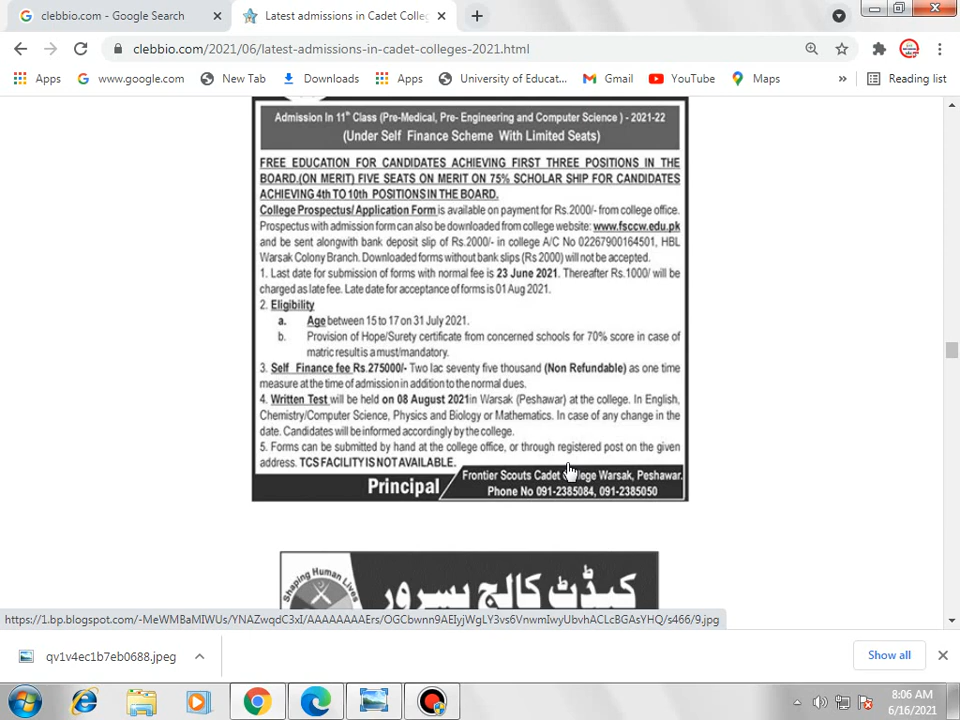 clebbio.com - Google Search
Latest admissions in Cadet Colleg
clebbio.com/2021/06/latest-admissions-in-cadet-colleges-2021.html
Apps
www.google.com
New Tab
Downloads
Apps
University of Educat...
Gmail
YouTube
Maps
»
Reading list
Admission In 11th Class (Pre-Medical, Pre- Engineering and Computer Science ) - 2021-22
(Under Self Finance Scheme With Limited Seats)
FREE EDUCATION FOR CANDIDATES ACHIEVING FIRST THREE POSITIONS IN THE
BOARD.(ON MERIT) FIVE SEATS ON MERIT ON 75% SCHOLAR SHIP FOR CANDIDATES
ACHIEVING 4th TO 10th POSITIONS IN THE BOARD.
College Prospectus/ Application Form is available on payment for Rs.2000/- from college office.
Prospectus with admission form can also be downloaded from college website: www.fsccw.edu.pk
and be sent alongwith bank deposit slip of Rs.2000/- in college A/C No 02267900164501, HBL
Warsak Colony Branch. Downloaded forms without bank slips (Rs 2000) will not be accepted.
1. Last date for submission of forms with normal fee is 23 June 2021. Thereafter Rs.1000/ will be
charged as late fee. Late date for acceptance of forms is 01 Aug 2021.
2. Eligibility
a. Age between 15 to 17 on 31 July 2021.
b. Provision of Hope/Surety certificate from concerned schools for 70% score in case of
matric result is a must/mandatory.
3. Self Finance fee Rs.275000/- Two lac seventy five thousand (Non Refundable) as one time
measure at the time of admission in addition to the normal dues.
4. Written Test will be held on 08 August 2021 in Warsak (Peshawar) at the college. In English,
Chemistry/Computer Science, Physics and Biology or Mathematics. In case of any change in the
date. Candidates will be informed accordingly by the college.
5. Forms can be submitted by hand at the college office, or through registered post on the given
address. TCS FACILITY IS NOT AVAILABLE.
Principal
Frontier Scouts Cadet College Warsak, Peshawar.
Phone No 091-2385084, 091-2385050
Shaping Human Lives
کیڈٹ کالج پسرور
https://1.bp.blogspot.com/-MeWMBaMIWUs/YNAZwqdC3xI/AAAAAAAAErs/OGCbwnn9AEIyjWgLY3vs6VnwmIwyUbvhACLcBGAsYHQ/s466/9.jpg
qv1v4ec1b7eb0688.jpeg
Show all
8:06 AM
6/16/2021